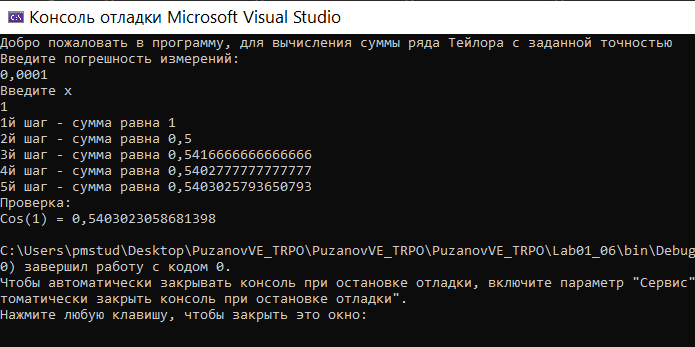 Консоль отладки Microsoft Visual Studio
Добро пожаловать в программу, для вычисления суммы ряда Тейлора с заданной точностью
Введите погрешность измерений:
0,0001
Введите x
1
1й шаг - сумма равна 1
2й шаг - сумма равна 0,5
3й шаг - сумма равна 0,5416666666666666
4й шаг - сумма равна 0,5402777777777777
5й шаг - сумма равна 0,5403025793650793
Проверка:
Cos(1) = 0,5403023058681398
C:\Users\pmstud\Desktop\PuzanovVE_TRPO\PuzanovVE_TRPO\PuzanovVE_TRPO\Lab01_06\bin\Debug
0) завершил работу с кодом 0.
Чтобы автоматически закрывать консоль при остановке отладки, включите параметр "Сервис"
томатически закрыть консоль при остановке отладки".
Нажмите любую клавишу, чтобы закрыть это окно: